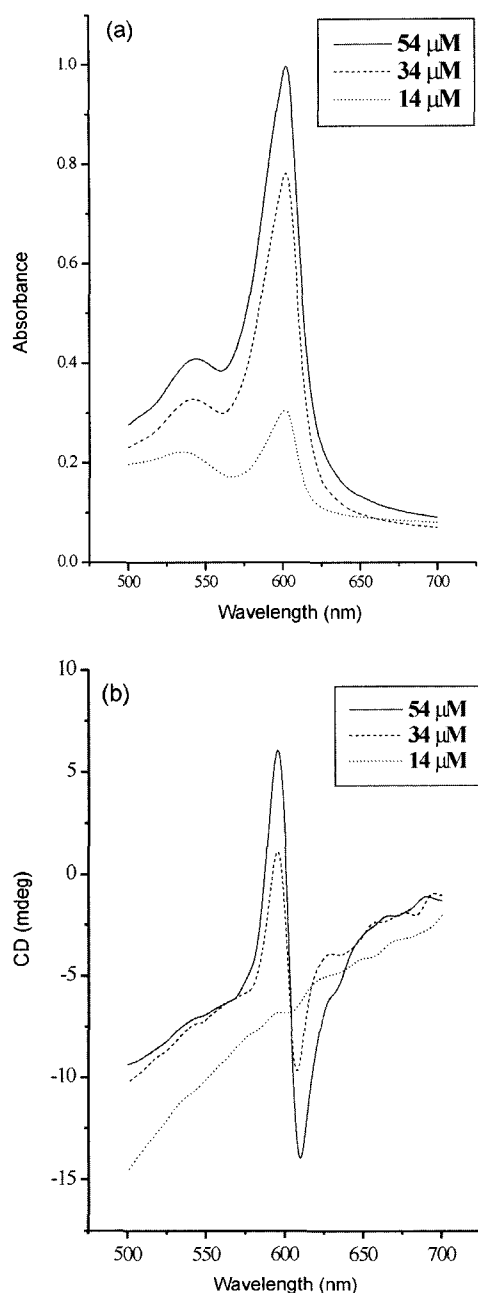 (a)
54 μM
34 μM
14 μM
1.0
0.8
0.6
0.4
0.2
0.0
Absorbance
500 550 600 650 700
Wavelength (nm)
(b)
54 μM
34 μM
14 μM
10
5
0
-5
-10
-15
CD (mdeg)
500 550 600 650 700
Wavelength (nm)